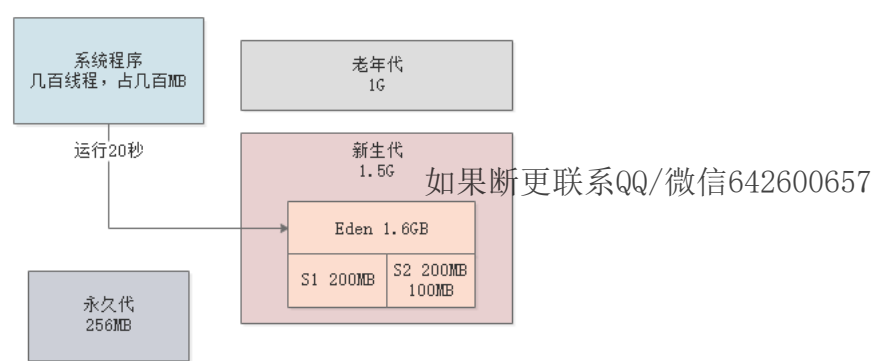 系统程序
几百线程，占几百MB
老年代
1G
运行20秒
新生代
1.5G
如果断更联系QQ/微信642600657
Eden 1.6GB
S1 200MB
S2 200MB
100MB
永久代
256MB